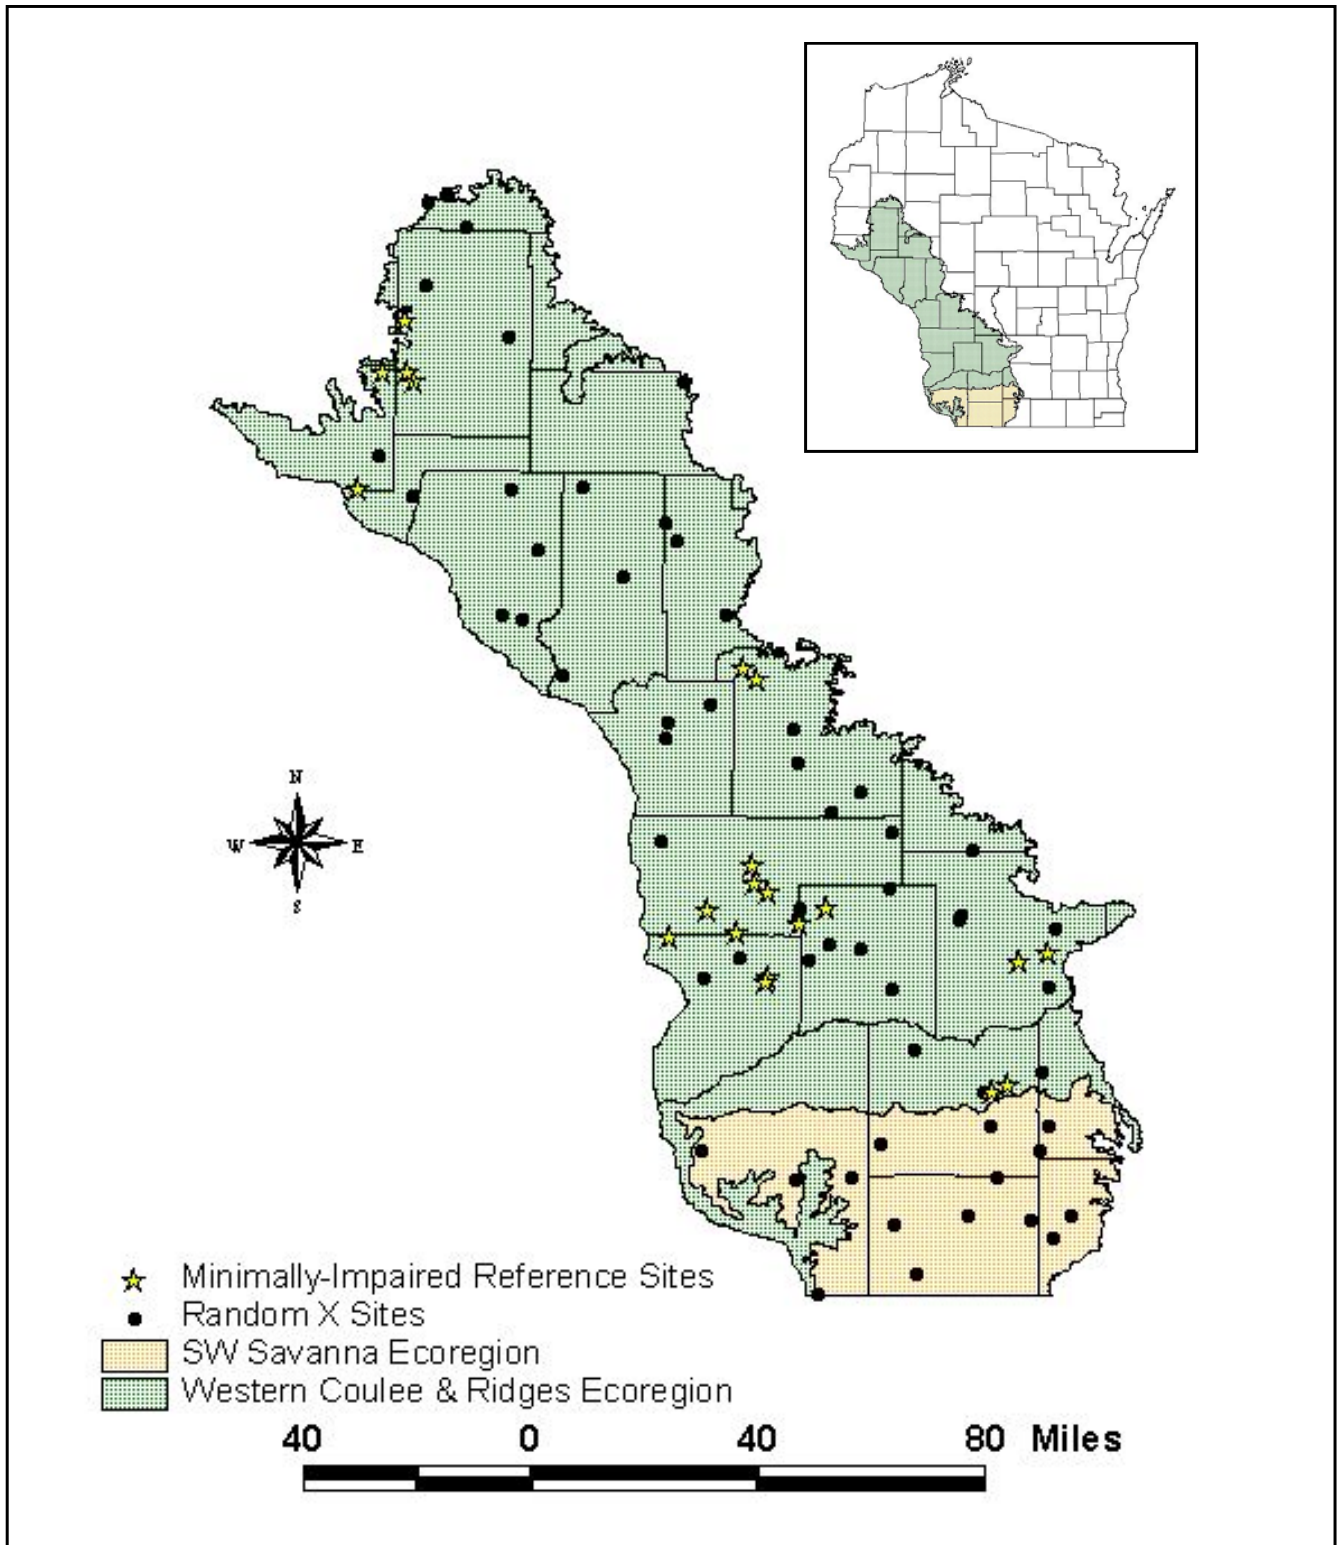 N
W E
S
Minimally-Impaired Reference Sites
Random X Sites
SW Savanna Ecoregion
Western Coulee & Ridges Ecoregion
40 0 40 80 Miles